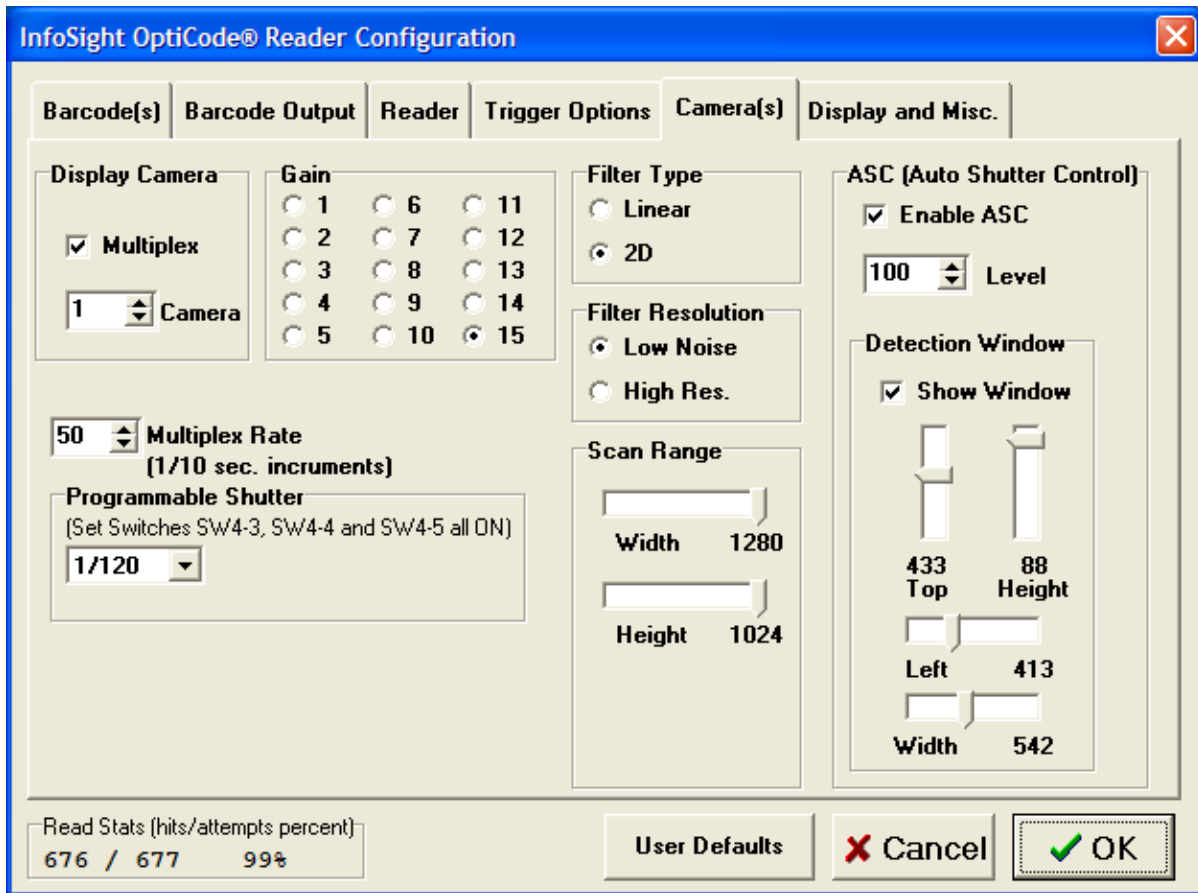 InfoSight OptiCode® Reader Configuration
Barcode(s) Barcode Output Reader Trigger Options Camera(s) Display and Misc.
Display Camera
Multiplex
1 Camera
Gain
1 6 11
2 7 12
3 8 13
4 9 14
5 10 15
50 Multiplex Rate
(1/10 sec. incruments)
Programmable Shutter
(Set Switches SW4-3, SW4-4 and SW4-5 all ON)
1/120
Filter Type
Linear
2D
Filter Resolution
Low Noise
High Res.
Scan Range
Width 1280
Height 1024
ASC (Auto Shutter Control)
Enable ASC
100 Level
Detection Window
Show Window
433 88
Top Height
Left 413
Width 542
Read Stats (hits/attempts percent)
676 / 677 99%
User Defaults Cancel OK